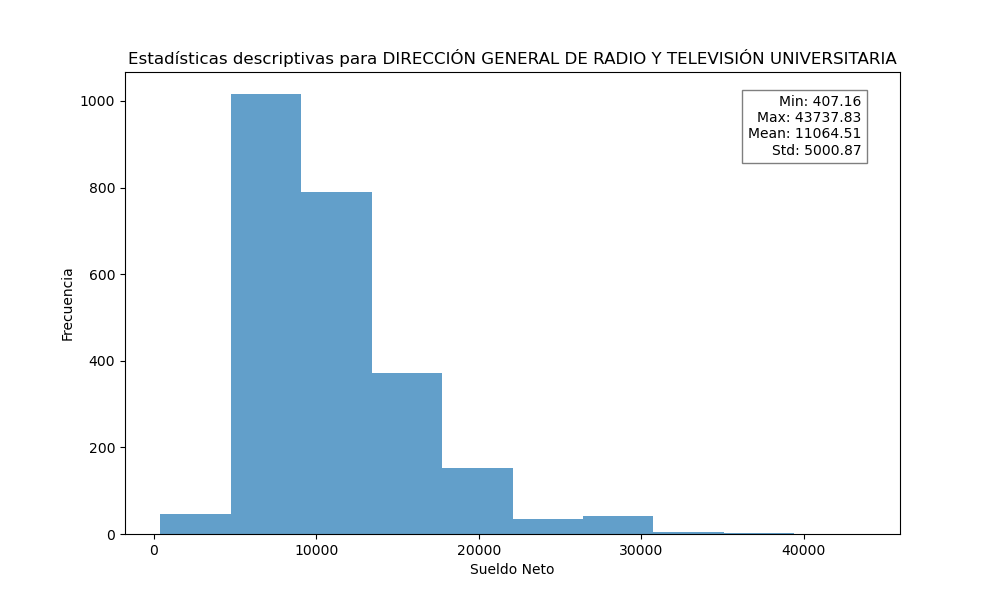 Estadísticas descriptivas para DIRECCIÓN GENERAL DE RADIO Y TELEVISIÓN UNIVERSITARIA
Min: 407.16
Max: 43737.83
Mean: 11064.51
Std: 5000.87
1000
800
600
400
200
0
Frecuencia
0 10000 20000 30000 40000
Sueldo Neto